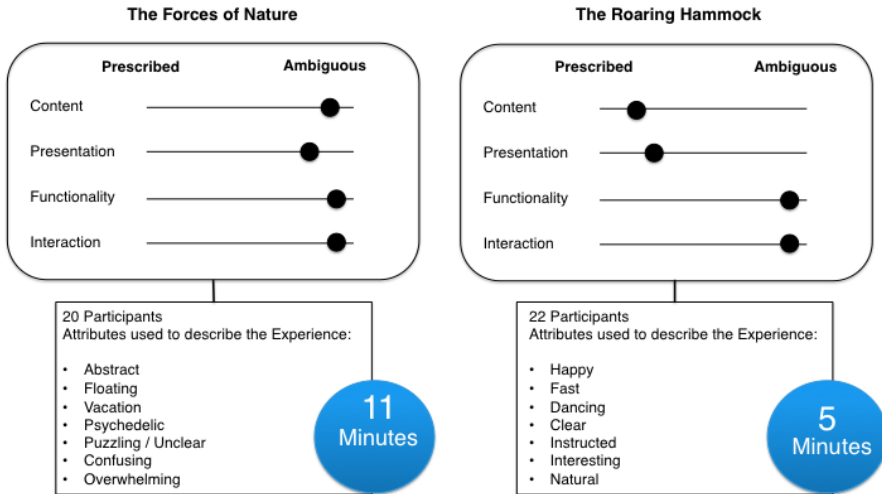 The Forces of Nature
Prescribed Ambiguous
Content
Presentation
Functionality
Interaction
20 Participants
Attributes used to describe the Experience:
• Abstract
• Floating
• Vacation
• Psychedelic
• Puzzling / Unclear
• Confusing
• Overwhelming
11
Minutes
The Roaring Hammock
Prescribed Ambiguous
Content
Presentation
Functionality
Interaction
22 Participants
Attributes used to describe the Experience:
• Happy
• Fast
• Dancing
• Clear
• Instructed
• Interesting
• Natural
5
Minutes